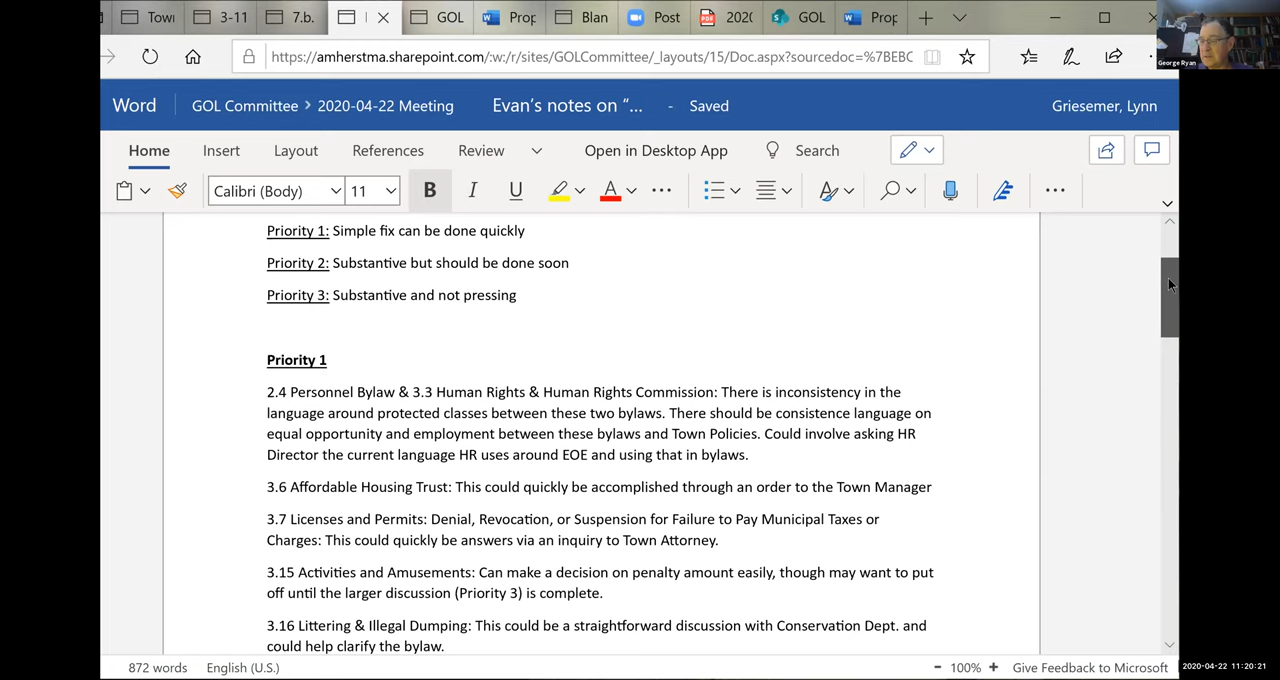 Town
3-11
7.b.
GOL
Prop
Blan
Post
2020
GOL
Prop
https://amherstma.sharepoint.com/:w:/r/sites/GOLCommittee/_layouts/15/Doc.aspx?sourcedoc=%7BEBC
George Ryan
Word
GOL Committee > 2020-04-22 Meeting
Evan's notes on "... - Saved
Griesemer, Lynn
Home
Insert
Layout
References
Review
Open in Desktop App
Search
Calibri (Body)
11
B
I
U
A
Priority 1: Simple fix can be done quickly
Priority 2: Substantive but should be done soon
Priority 3: Substantive and not pressing
Priority 1
2.4 Personnel Bylaw & 3.3 Human Rights & Human Rights Commission: There is inconsistency in the
language around protected classes between these two bylaws. There should be consistence language on
equal opportunity and employment between these bylaws and Town Policies. Could involve asking HR
Director the current language HR uses around EOE and using that in bylaws.
3.6 Affordable Housing Trust: This could quickly be accomplished through an order to the Town Manager
3.7 Licenses and Permits: Denial, Revocation, or Suspension for Failure to Pay Municipal Taxes or
Charges: This could quickly be answers via an inquiry to Town Attorney.
3.15 Activities and Amusements: Can make a decision on penalty amount easily, though may want to put
off until the larger discussion (Priority 3) is complete.
3.16 Littering & Illegal Dumping: This could be a straightforward discussion with Conservation Dept. and
could help clarify the bylaw.
872 words
English (U.S.)
- 100% +
Give Feedback to Microsoft
2020-04-22 11:20:21